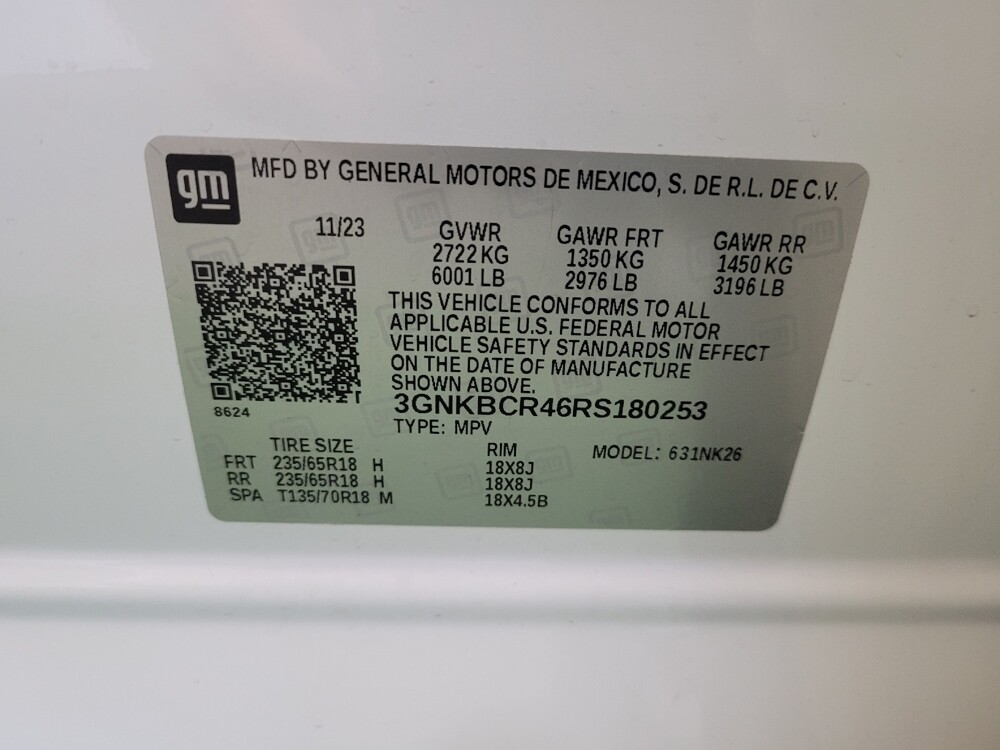 gm
MFD BY GENERAL MOTORS DE MEXICO, S. DE R.L. DE C.V.
11/23 GVWR GAWR FRT GAWR RR
2722 KG 1350 KG 1450 KG
6001 LB 2976 LB 3196 LB
THIS VEHICLE CONFORMS TO ALL
APPLICABLE U.S. FEDERAL MOTOR
VEHICLE SAFETY STANDARDS IN EFFECT
ON THE DATE OF MANUFACTURE
SHOWN ABOVE.
8624 3GNKBCR46RS180253
TYPE: MPV
TIRE SIZE RIM MODEL: 631NK26
FRT 235/65R18 H 18X8J
RR 235/65R18 H 18X8J
SPA T135/70R18 M 18X4.5B